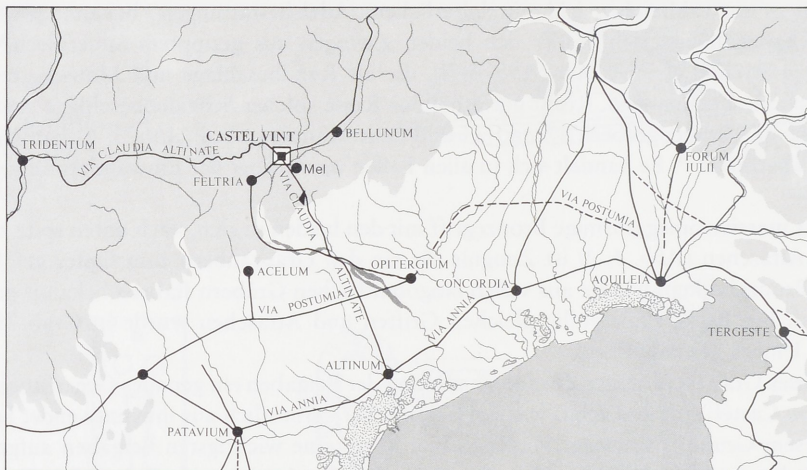 CASTEL VINT
BELLUNUM
TRIDENTUM
VIA CLAUDIA ALTINATE
Mel
FORUM
IULII
FELTRIA
VIA CLAUDIA
ALTINATE
VIA POSTUMIA
ACELUM
OPITERGIUM
CONCORDIA
AQUILEIA
VIA POSTUMIA
VIA ANNIA
TERGESTE
ALTINUM
VIA ANNIA
PATAVIUM